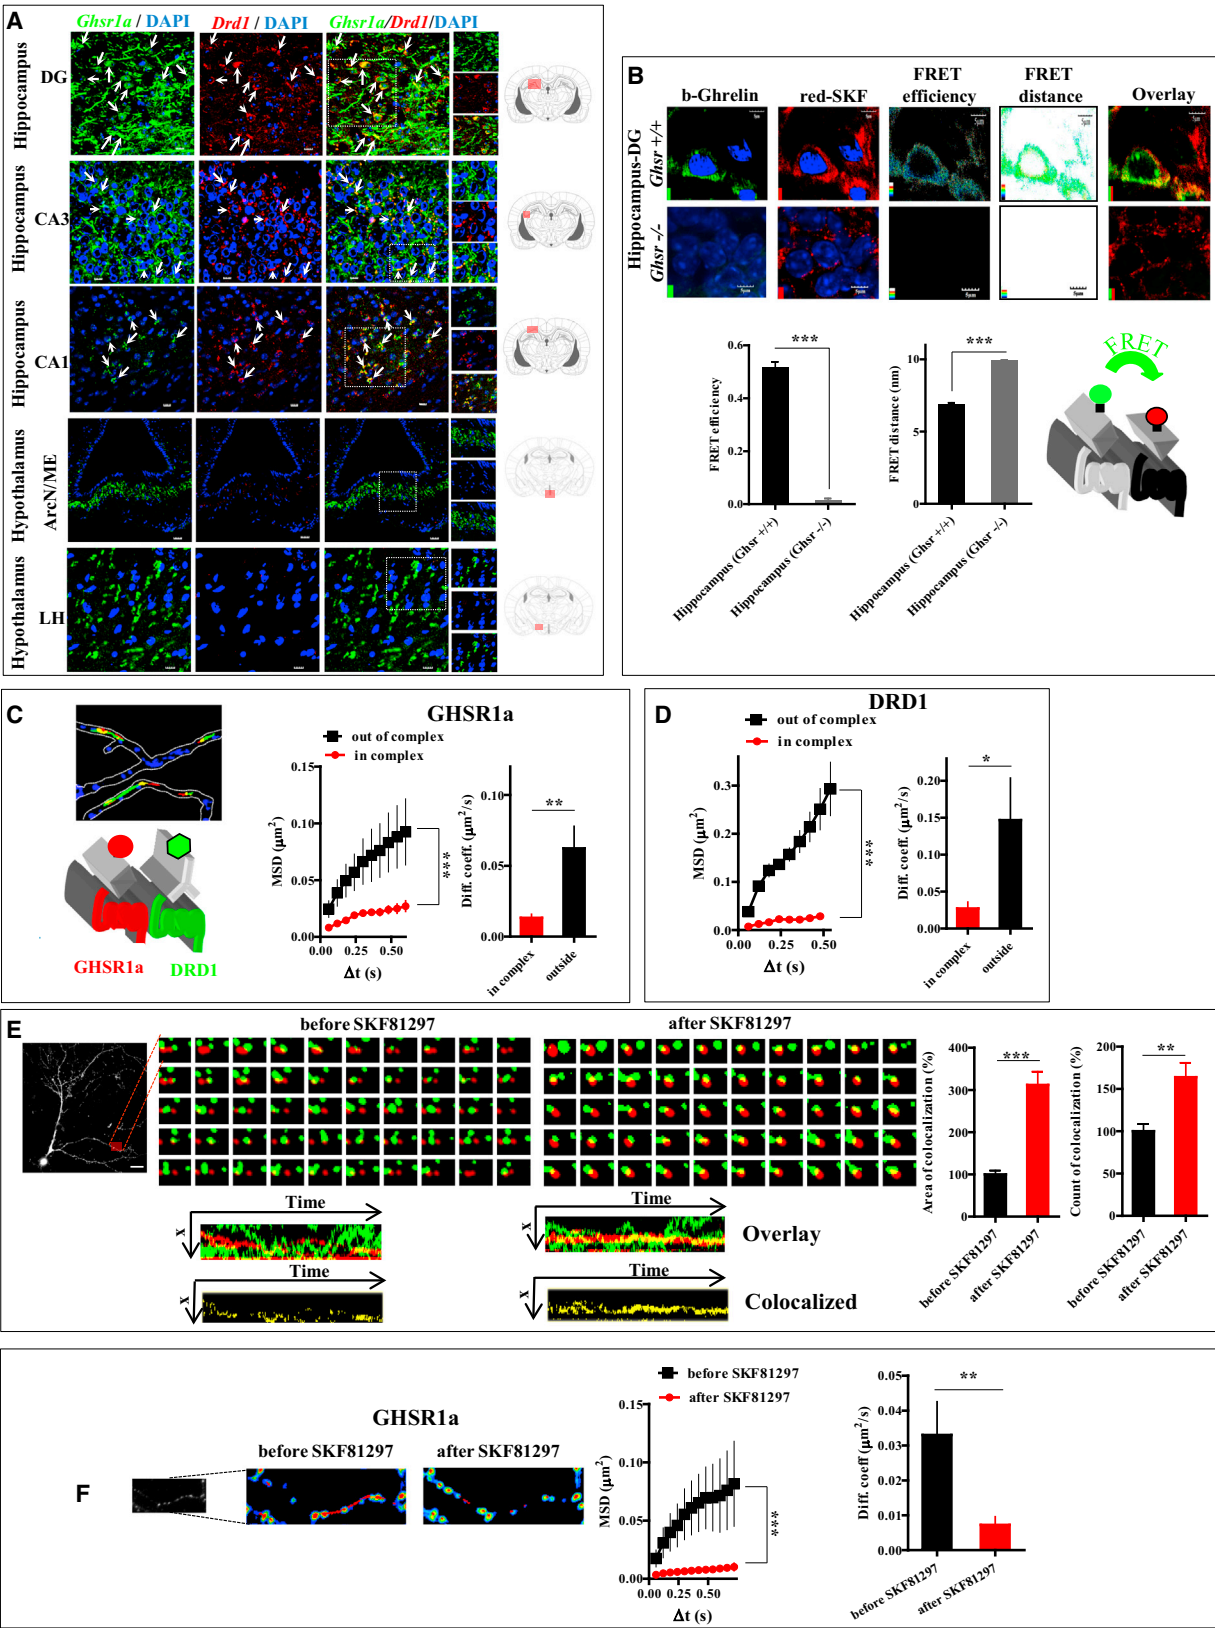 A
Ghsr1a / DAPI
Drd1 / DAPI
Ghsr1a/Drd1/DAPI
Hippocampus
DG
Hippocampus
CA3
Hippocampus
CA1
Hypothalamus
ArcN/ME
Hypothalamus
LH
B
b-Ghrelin
red-SKF
FRET
efficiency
FRET
distance
Overlay
Hippocampus-DG
Ghsr +/+
Ghsr -/-
5µm
5µm
5µm
5µm
5µm
5µm
5µm
FRET efficiency
0.6
0.4
0.2
0.0
***
Hippocampus (Ghsr +/+)
Hippocampus (Ghsr -/-)
FRET distance (nm)
10
5
0
***
Hippocampus (Ghsr +/+)
Hippocampus (Ghsr -/-)
FRET
C
GHSR1a
DRD1
GHSR1a
out of complex
in complex
MSD (µm²)
0.15
0.10
0.05
0.00
0.00
0.25
0.50
Δt (s)
***
Diff. coeff. (µm²/s)
0.10
0.05
0.00
**
in complex
outside
D
DRD1
out of complex
in complex
MSD (µm²)
0.3
0.2
0.1
0.0
0.00
0.25
0.50
Δt (s)
***
Diff. coeff. (µm²/s)
0.20
0.15
0.10
0.05
0.00
*
in complex
outside
E
before SKF81297
after SKF81297
Time
x
Time
x
Overlay
Time
x
Time
x
Colocalized
Area of colocalization (%)
400
300
200
100
0
***
before SKF81297
after SKF81297
Count of colocalization (%)
200
150
100
50
0
**
before SKF81297
after SKF81297
F
GHSR1a
before SKF81297
after SKF81297
before SKF81297
after SKF81297
MSD (µm²)
0.15
0.10
0.05
0.00
0.00
0.25
0.50
Δt (s)
***
Diff. coeff (µm²/s)
0.05
0.04
0.03
0.02
0.01
0.00
**
before SKF81297
after SKF81297